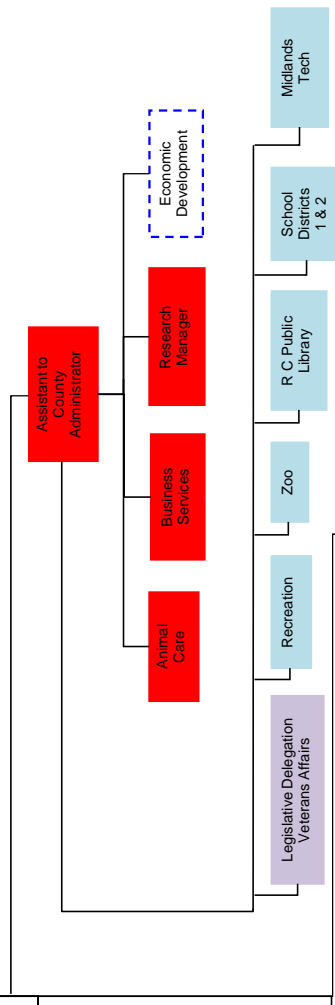 Assistant to
County
Administrator
Animal
Care
Business
Services
Research
Manager
Economic
Development
Legislative Delegation
Veterans Affairs
Recreation
Zoo
R C Public
Library
School
Districts
1 & 2
Midlands
Tech